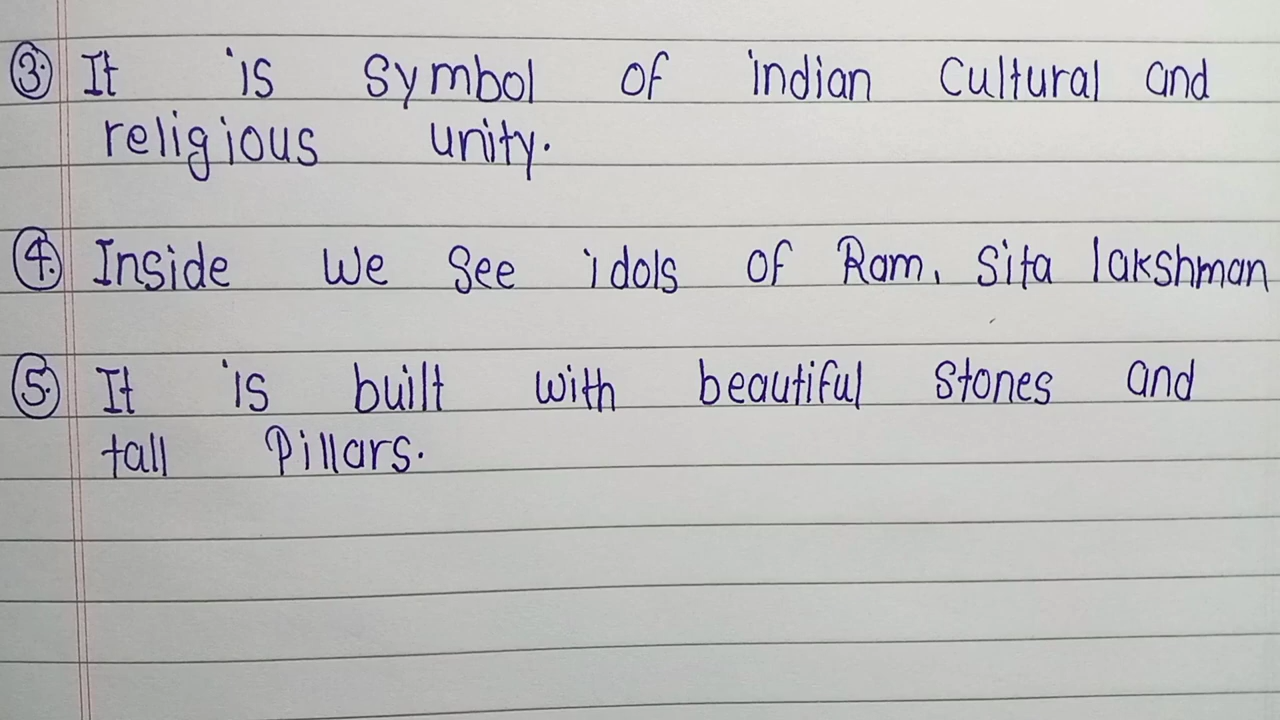 3. It is symbol of indian Cultural and
religious unity.
4. Inside We See idols of Ram, Sita lakshman
5. It is built with beautiful Stones and
tall Pillars.